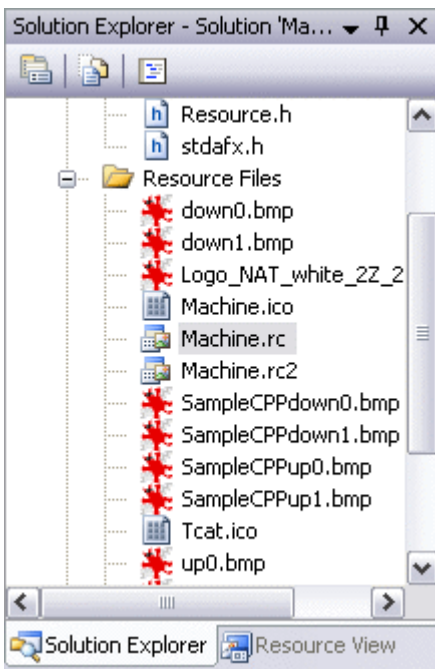 Solution Explorer - Solution 'Ma...
Resource.h
stdafx.h
Resource Files
down0.bmp
down1.bmp
Logo_NAT_white_2Z_2
Machine.ico
Machine.rc
Machine.rc2
SampleCPPdown0.bmp
SampleCPPdown1.bmp
SampleCPPup0.bmp
SampleCPPup1.bmp
Tcat.ico
up0.bmp
Solution Explorer Resource View